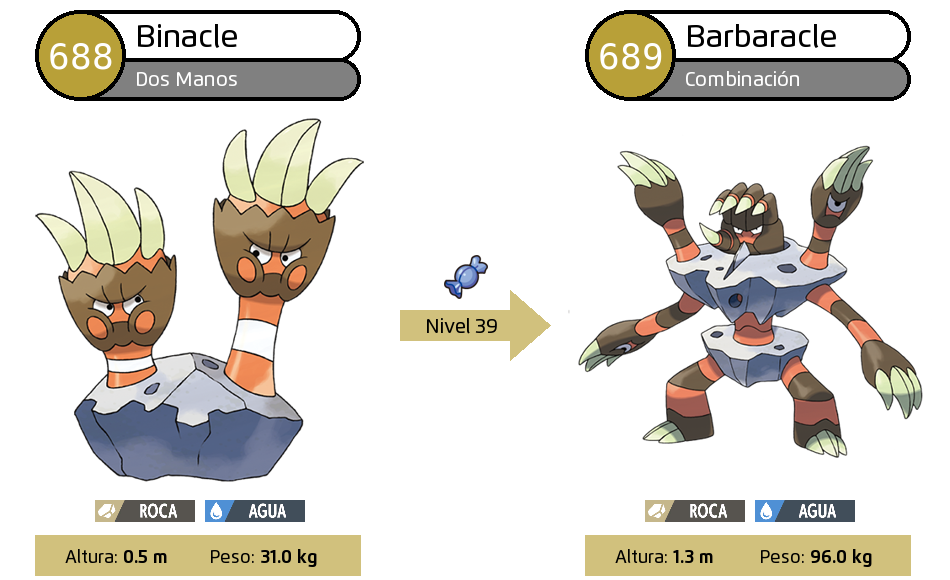 688
Binacle
Dos Manos
689
Barbaracle
Combinación
Nivel 39
ROCA
AGUA
ROCA
AGUA
Altura: 0.5 m
Peso: 31.0 kg
Altura: 1.3 m
Peso: 96.0 kg